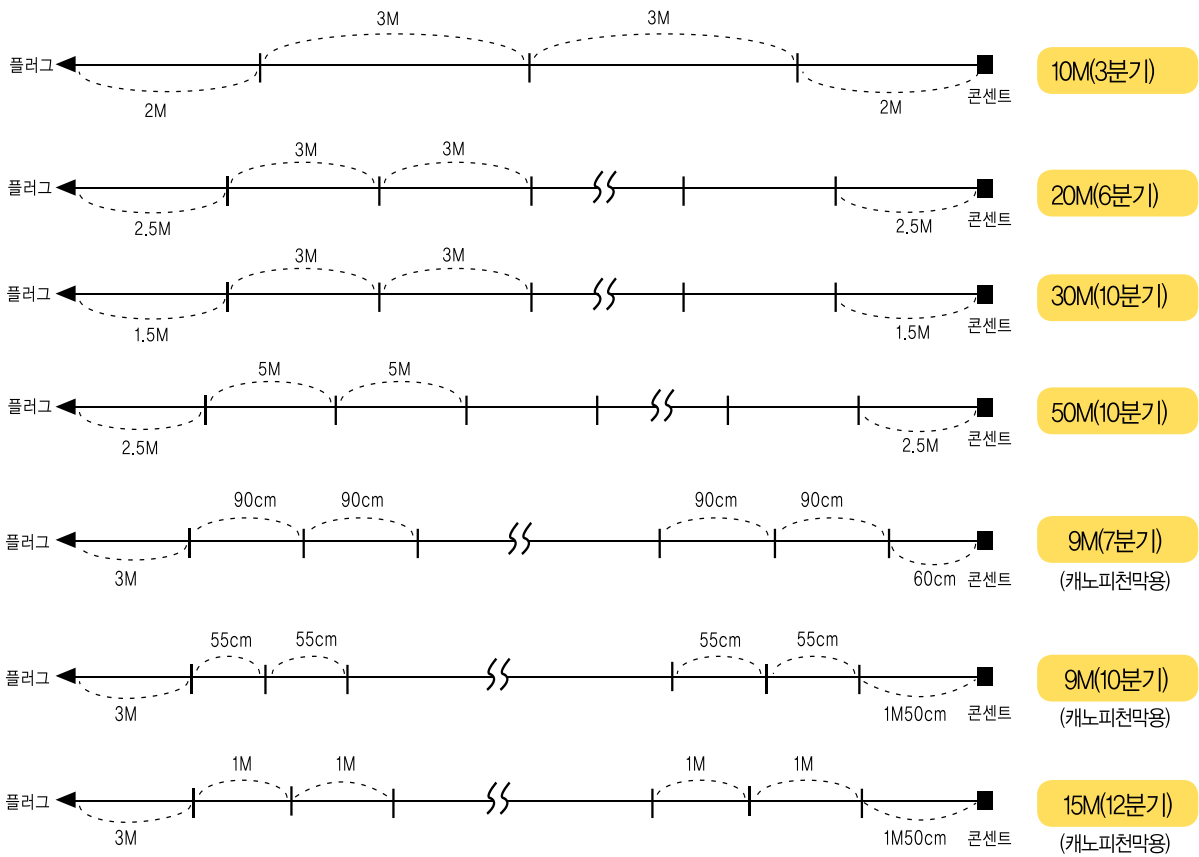 3M 3M
플러그 10M(3분기)
2M 2M 콘센트
3M 3M
플러그 20M(6분기)
2.5M 2.5M 콘센트
3M 3M
플러그 30M(10분기)
1.5M 1.5M 콘센트
5M 5M
플러그 50M(10분기)
2.5M 2.5M 콘센트
90cm 90cm 90cm 90cm
플러그 9M(7분기)
3M 60cm 콘센트 (캐노피천막용)
55cm 55cm 55cm 55cm
플러그 9M(10분기)
3M 1M50cm 콘센트 (캐노피천막용)
1M 1M 1M 1M
플러그 15M(12분기)
3M 1M50cm 콘센트 (캐노피천막용)